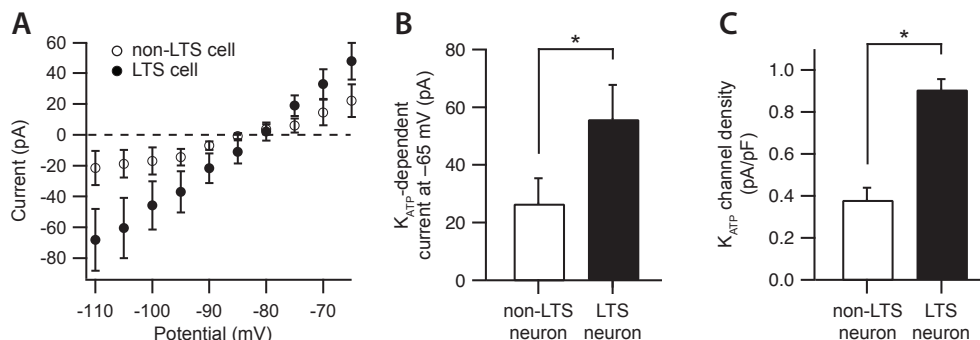 A
non-LTS cell
LTS cell
Current (pA)
60
40
20
0
-20
-40
-60
-80
-110
-100
-90
-80
-70
Potential (mV)
B
*
K_ATP-dependent
current at –65 mV (pA)
80
60
40
20
0
non-LTS
neuron
LTS
neuron
C
*
K_ATP channel density
(pA/pF)
1.0
0.8
0.6
0.4
0.2
0.0
non-LTS
neuron
LTS
neuron